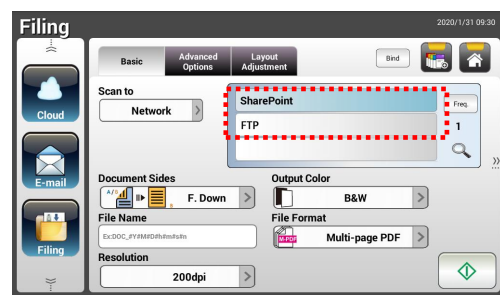 Filing
2020/1/31 09:30
Basic
Advanced
Options
Layout
Adjustment
Bind
Cloud
E-mail
Filing
Scan to
Network
SharePoint
FTP
Freq.
1
Document Sides
F. Down
Output Color
B&W
File Name
Ex:DOC_#Y#M#D#h#m#s#n
File Format
M-PDF
Multi-page PDF
Resolution
200dpi